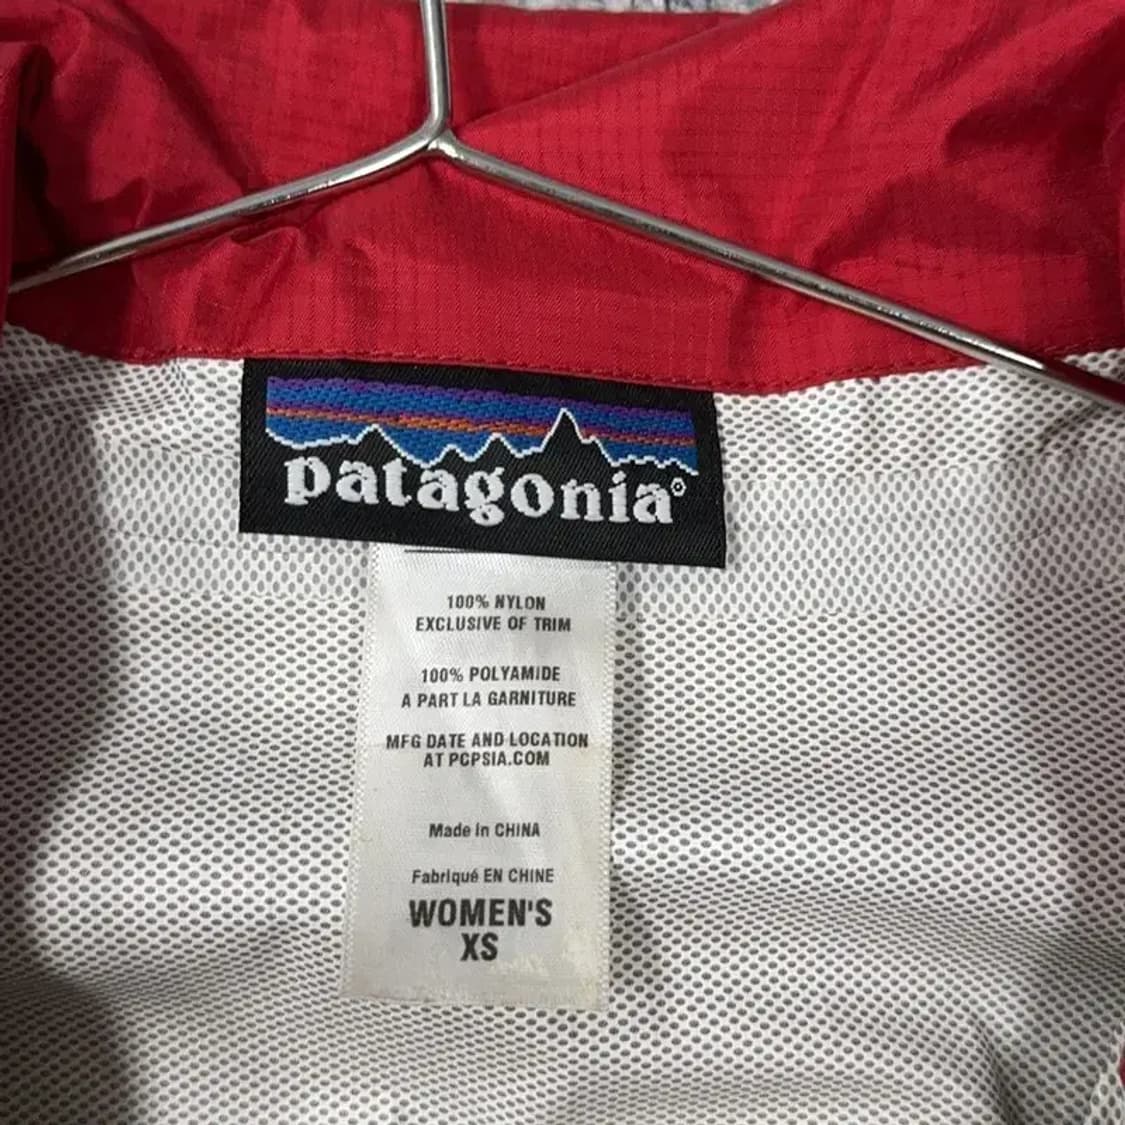 patagonia®
100% NYLON
EXCLUSIVE OF TRIM
100% POLYAMIDE
A PART LA GARNITURE
MFG DATE AND LOCATION
AT PCPSIA.COM
Made in CHINA
Fabriqué EN CHINE
WOMEN'S
XS